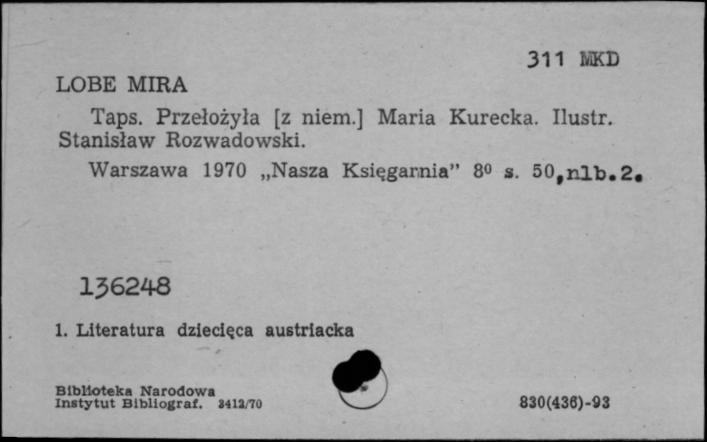 311 MKD
LOBE MIRA
Taps. Przełożyła [z niem.] Maria Kurecka. Ilustr.
Stanisław Rozwadowski.
Warszawa 1970 „Nasza Księgarnia” 8⁰ s. 50,nlb.2.
136248
1. Literatura dziecięca austriacka
Biblioteka Narodowa
Instytut Bibliograf. 3412/70
830(436)-93